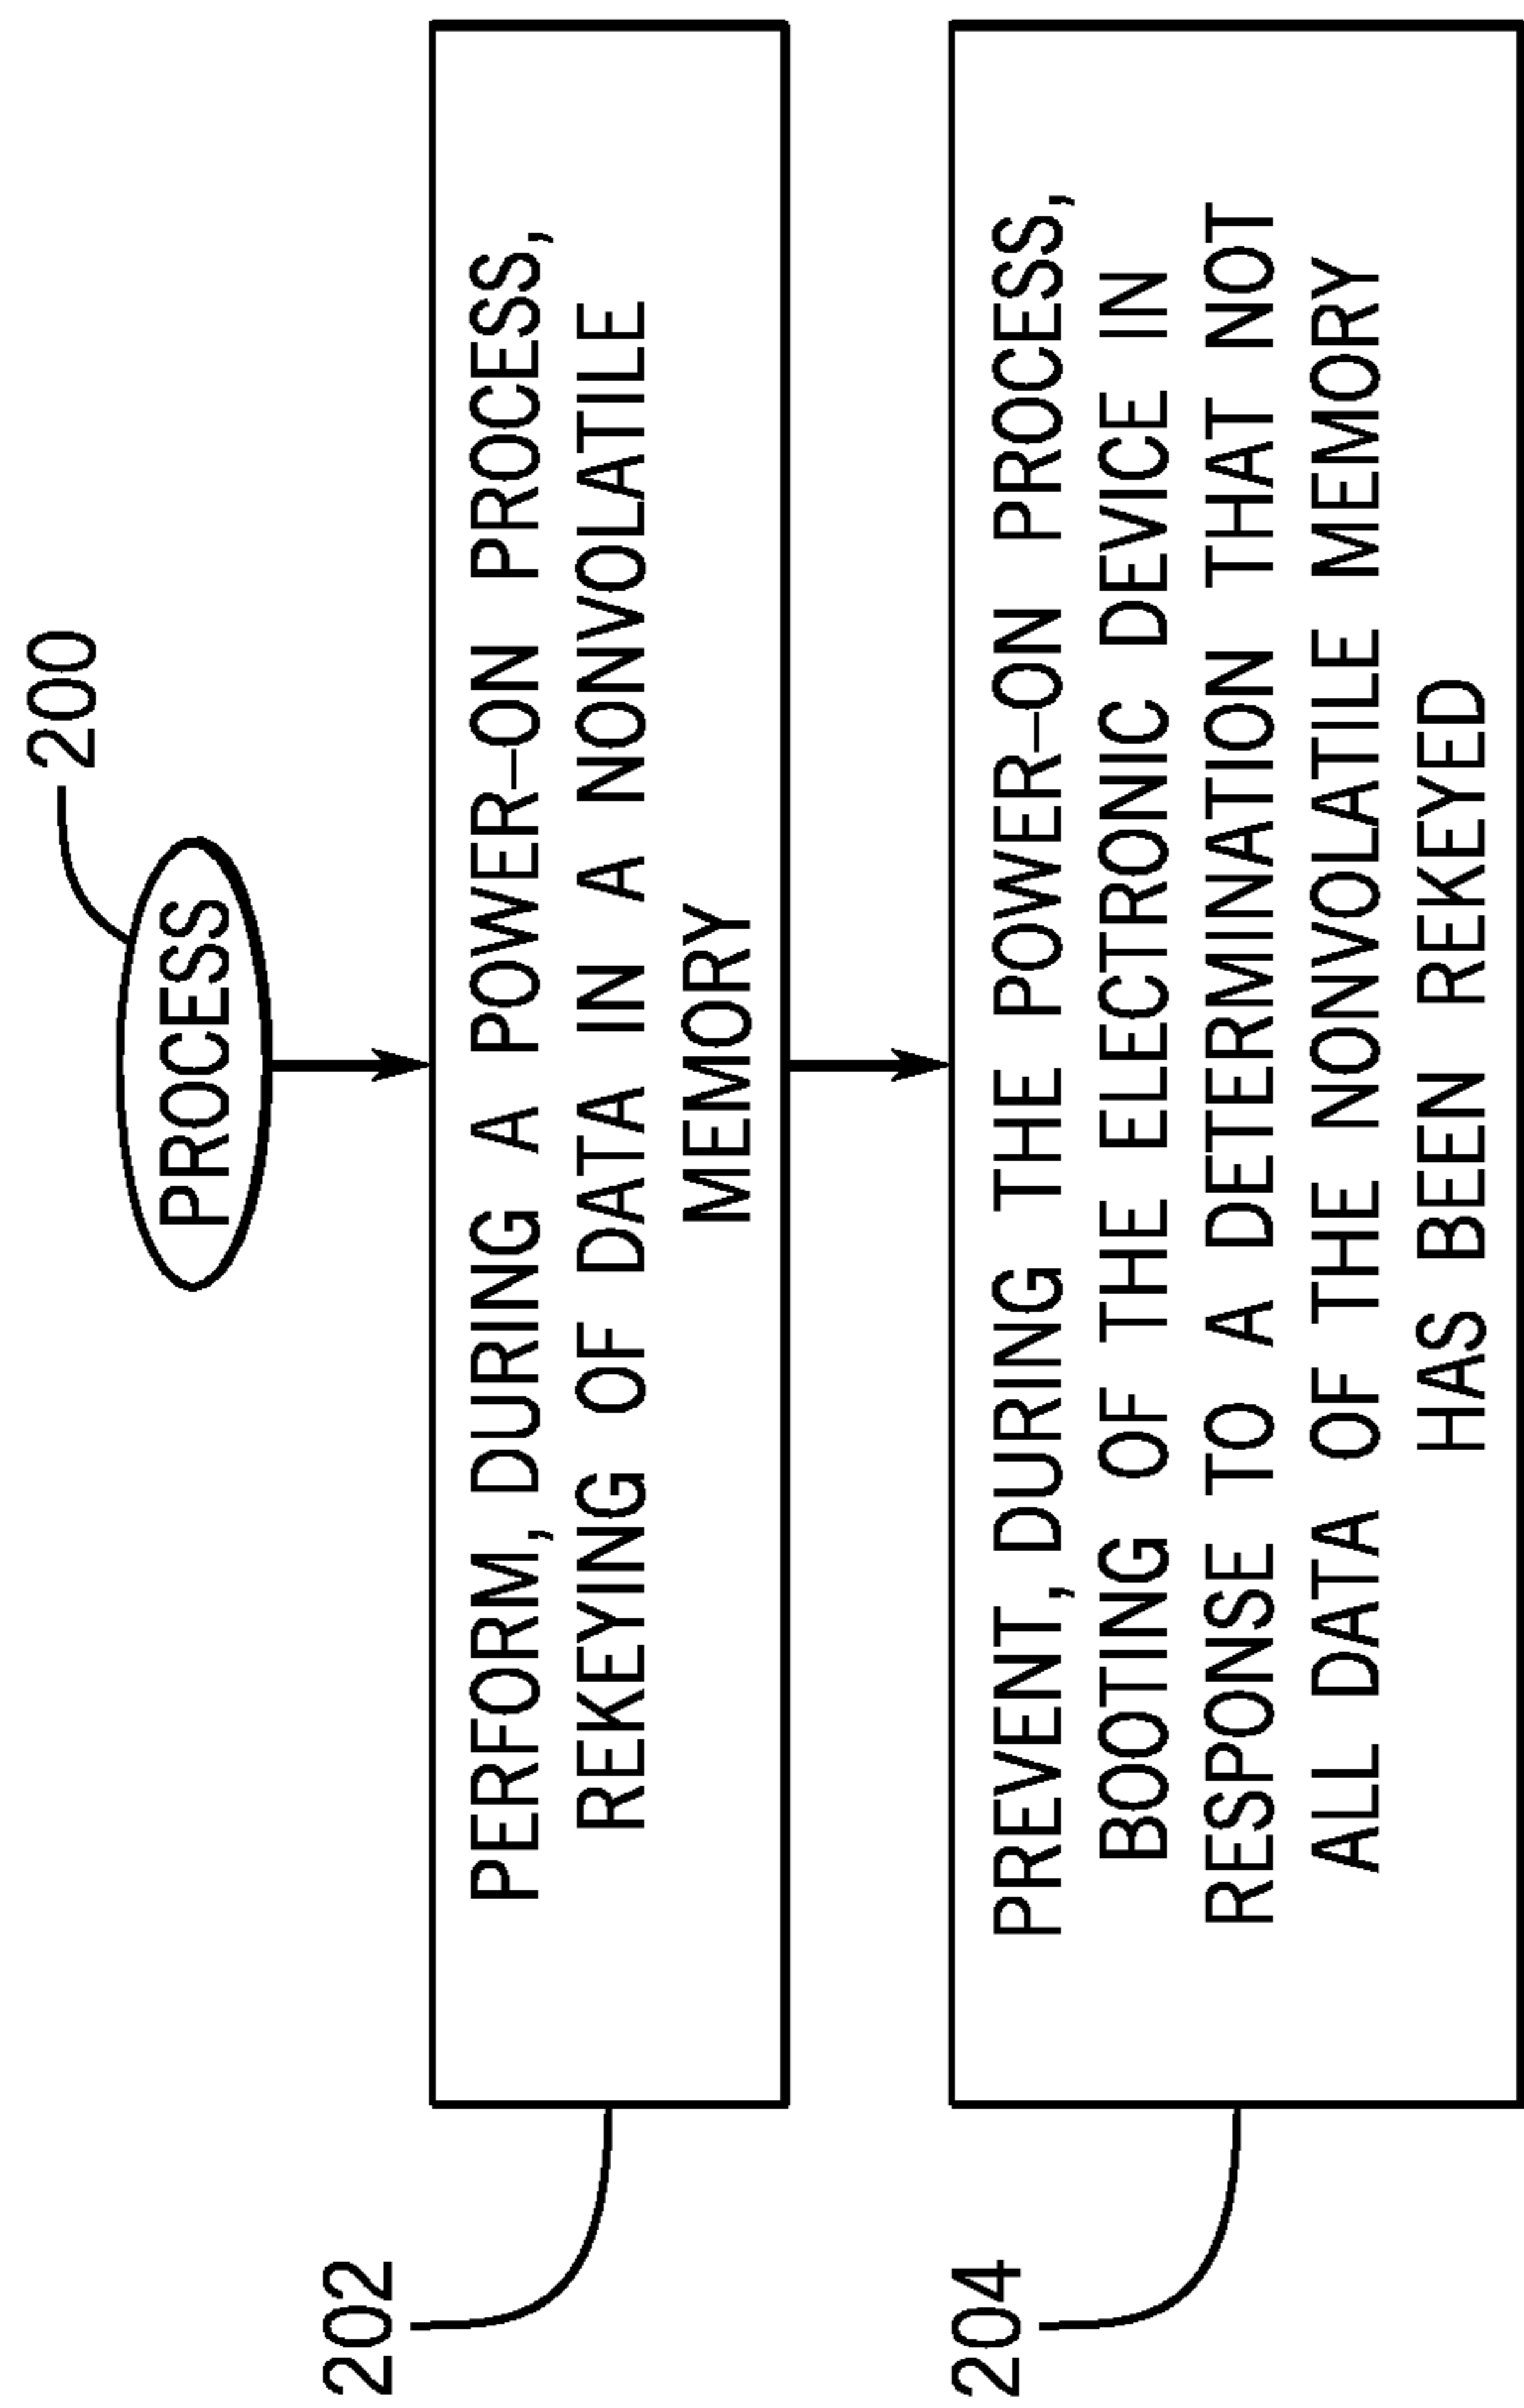 200
PROCESS
202
PERFORM, DURING A POWER-ON PROCESS,
REKEYING OF DATA IN A NONVOLATILE
MEMORY
204
PREVENT, DURING THE POWER-ON PROCESS,
BOOTING OF THE ELECTRONIC DEVICE IN
RESPONSE TO A DETERMINATION THAT NOT
ALL DATA OF THE NONVOLATILE MEMORY
HAS BEEN REKEYED